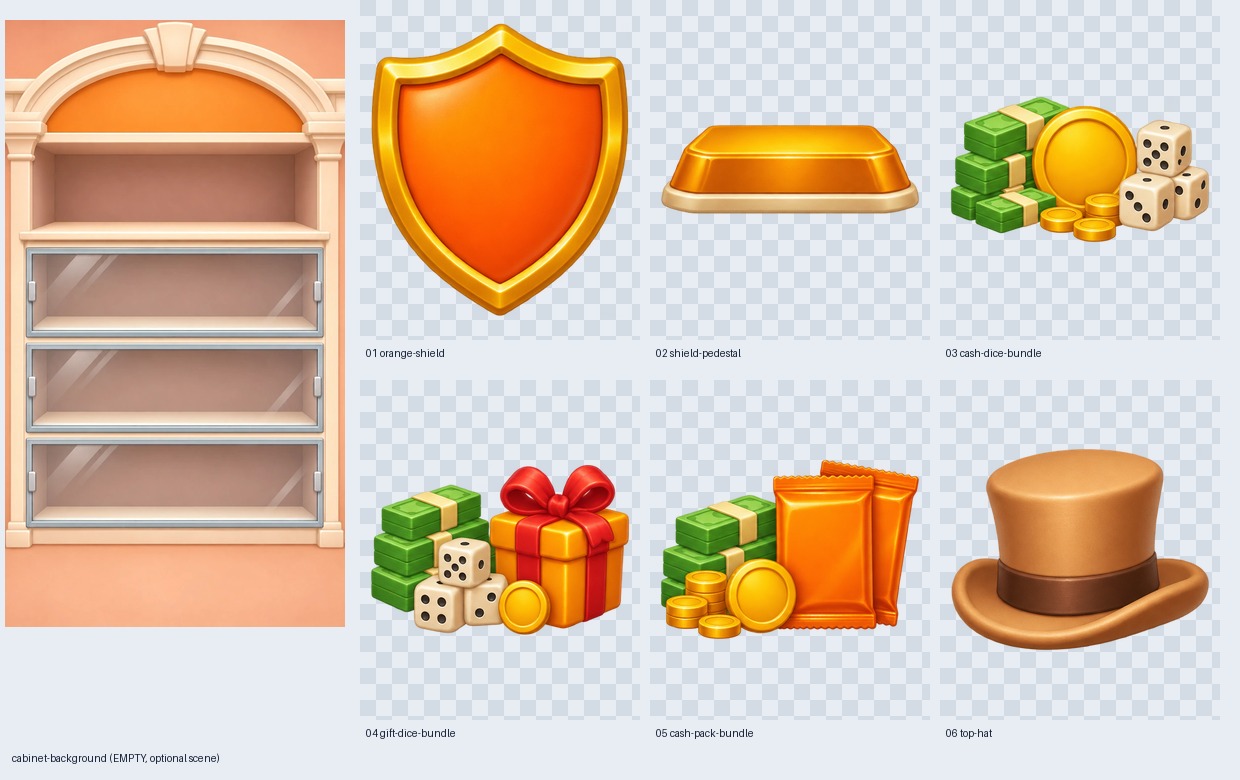 01 orange-shield
02 shield-pedestal
03 cash-dice-bundle
04 gift-dice-bundle
05 cash-pack-bundle
06 top-hat
cabinet-background (EMPTY, optional scene)